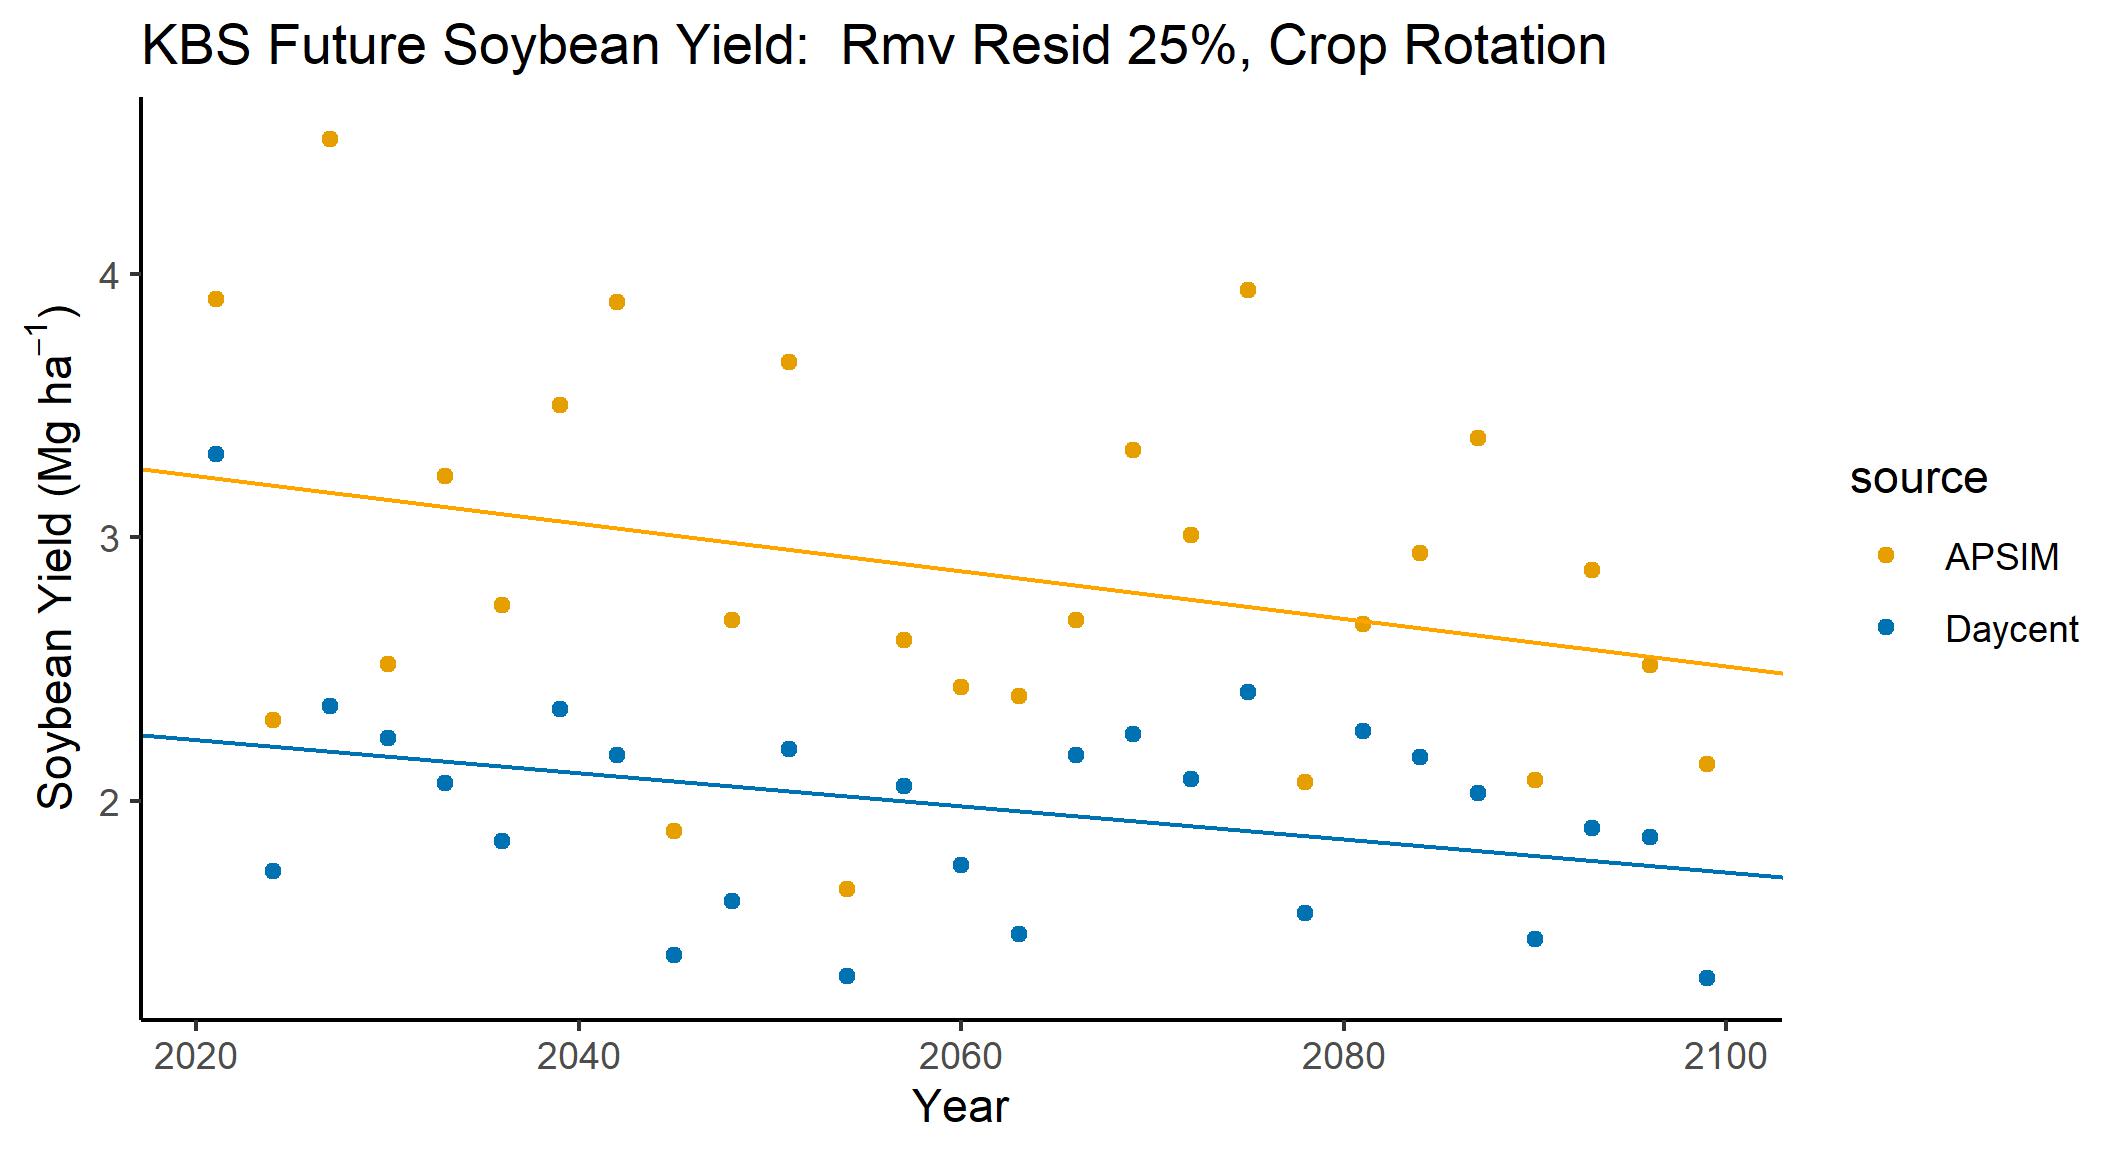 KBS Future Soybean Yield:  Rmv Resid 25%, Crop Rotation
Soybean Yield (Mg ha⁻¹)
4
3
2
2020 2040 2060 2080 2100
Year
source
APSIM
Daycent